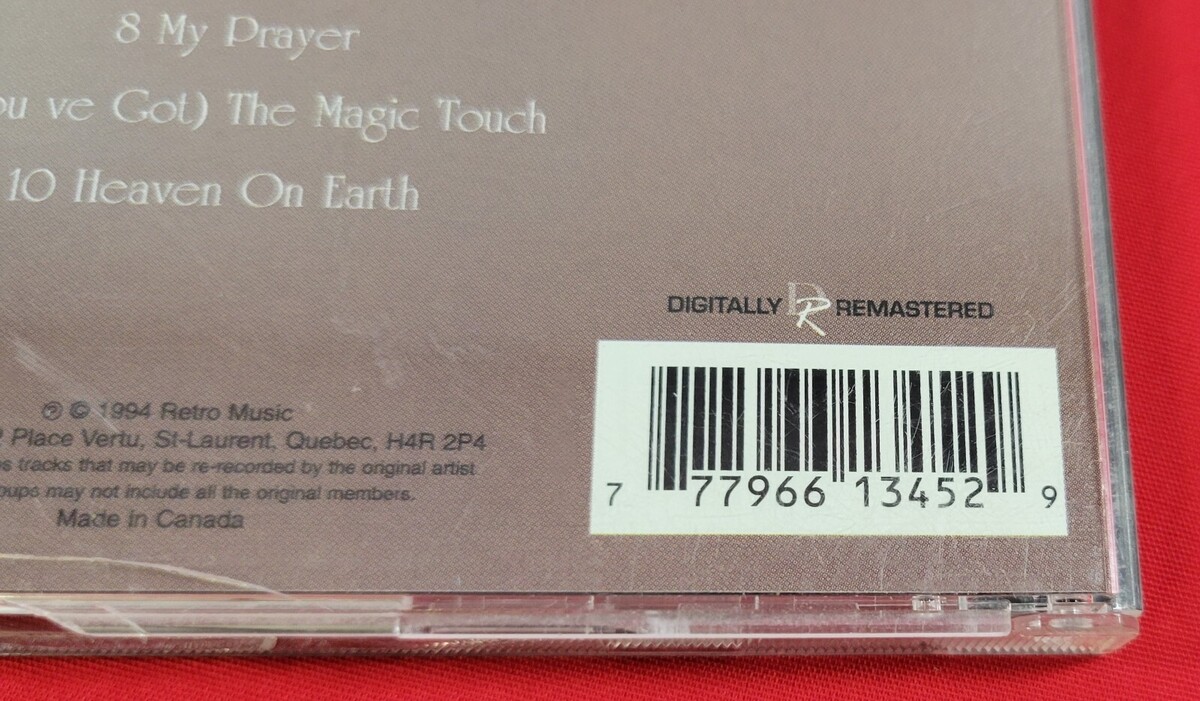 8 My Prayer
ou ve Got) The Magic Touch
10 Heaven On Earth
DIGITALLY DR REMASTERED
℗ © 1994 Retro Music
Place Vertu, St-Laurent, Quebec, H4R 2P4
tracks that may be re-recorded by the original artist.
may not include all the original members.
Made in Canada
7 77966 13452 9